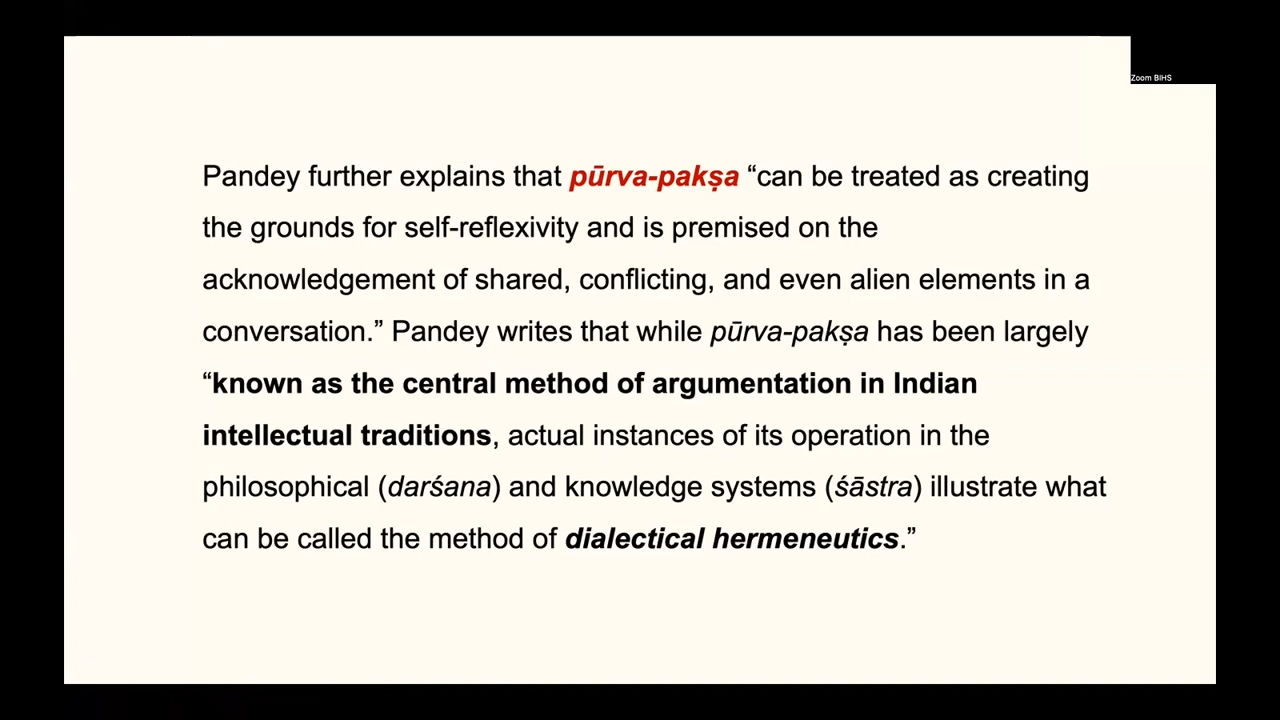 Zoom BIHS
Pandey further explains that pūrva-pakṣa “can be treated as creating
the grounds for self-reflexivity and is premised on the
acknowledgement of shared, conflicting, and even alien elements in a
conversation.” Pandey writes that while pūrva-pakṣa has been largely
“known as the central method of argumentation in Indian
intellectual traditions, actual instances of its operation in the
philosophical (darśana) and knowledge systems (śāstra) illustrate what
can be called the method of dialectical hermeneutics.”